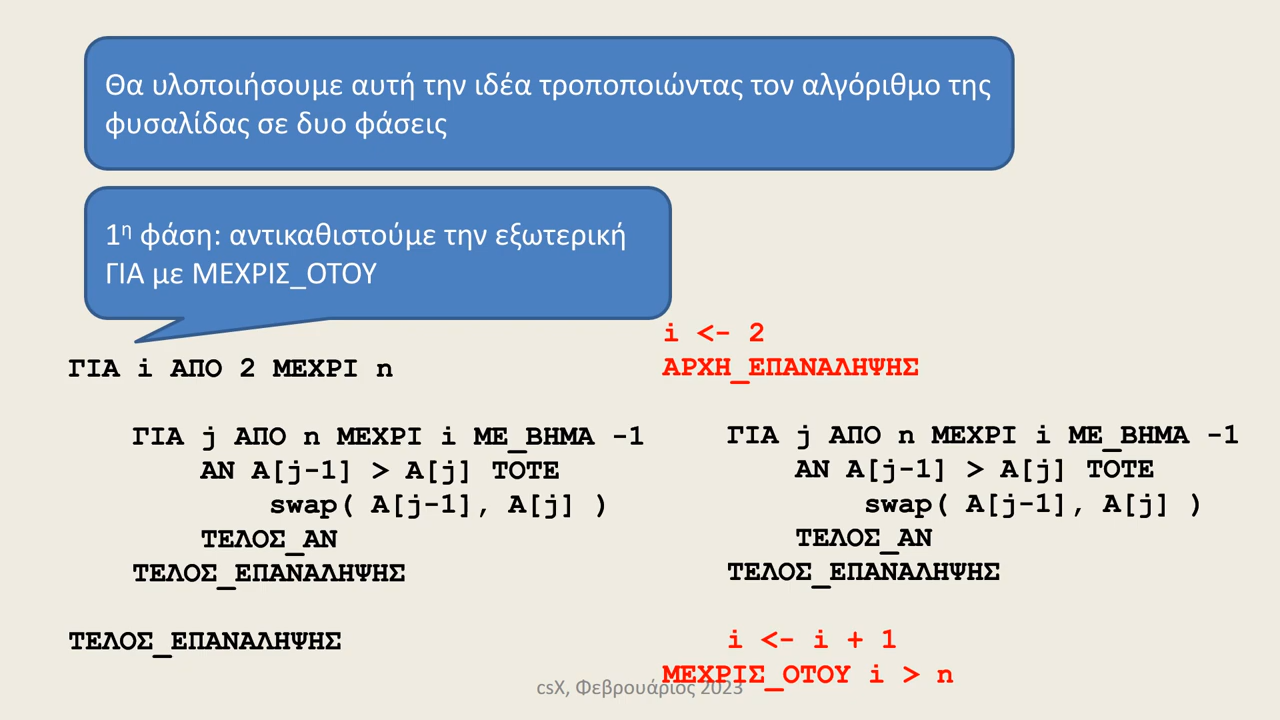 Θα υλοποιήσουμε αυτή την ιδέα τροποποιώντας τον αλγόριθμο της
φυσαλίδας σε δυο φάσεις
1η φάση: αντικαθιστούμε την εξωτερική
ΓΙΑ με ΜΕΧΡΙΣ_ΟΤΟΥ
ΓΙΑ i ΑΠΟ 2 ΜΕΧΡΙ n
ΓΙΑ j ΑΠΟ n ΜΕΧΡΙ i ΜΕ_ΒΗΜΑ -1
ΑΝ A[j-1] > A[j] ΤΟΤΕ
swap( A[j-1], A[j] )
ΤΕΛΟΣ_ΑΝ
ΤΕΛΟΣ_ΕΠΑΝΑΛΗΨΗΣ
ΤΕΛΟΣ_ΕΠΑΝΑΛΗΨΗΣ
i <- 2
ΑΡΧΗ_ΕΠΑΝΑΛΗΨΗΣ
ΓΙΑ j ΑΠΟ n ΜΕΧΡΙ i ΜΕ_ΒΗΜΑ -1
ΑΝ A[j-1] > A[j] ΤΟΤΕ
swap( A[j-1], A[j] )
ΤΕΛΟΣ_ΑΝ
ΤΕΛΟΣ_ΕΠΑΝΑΛΗΨΗΣ
i <- i + 1
ΜΕΧΡΙΣ_ΟΤΟΥ i > n
csX, Φεβρουάριος 2023